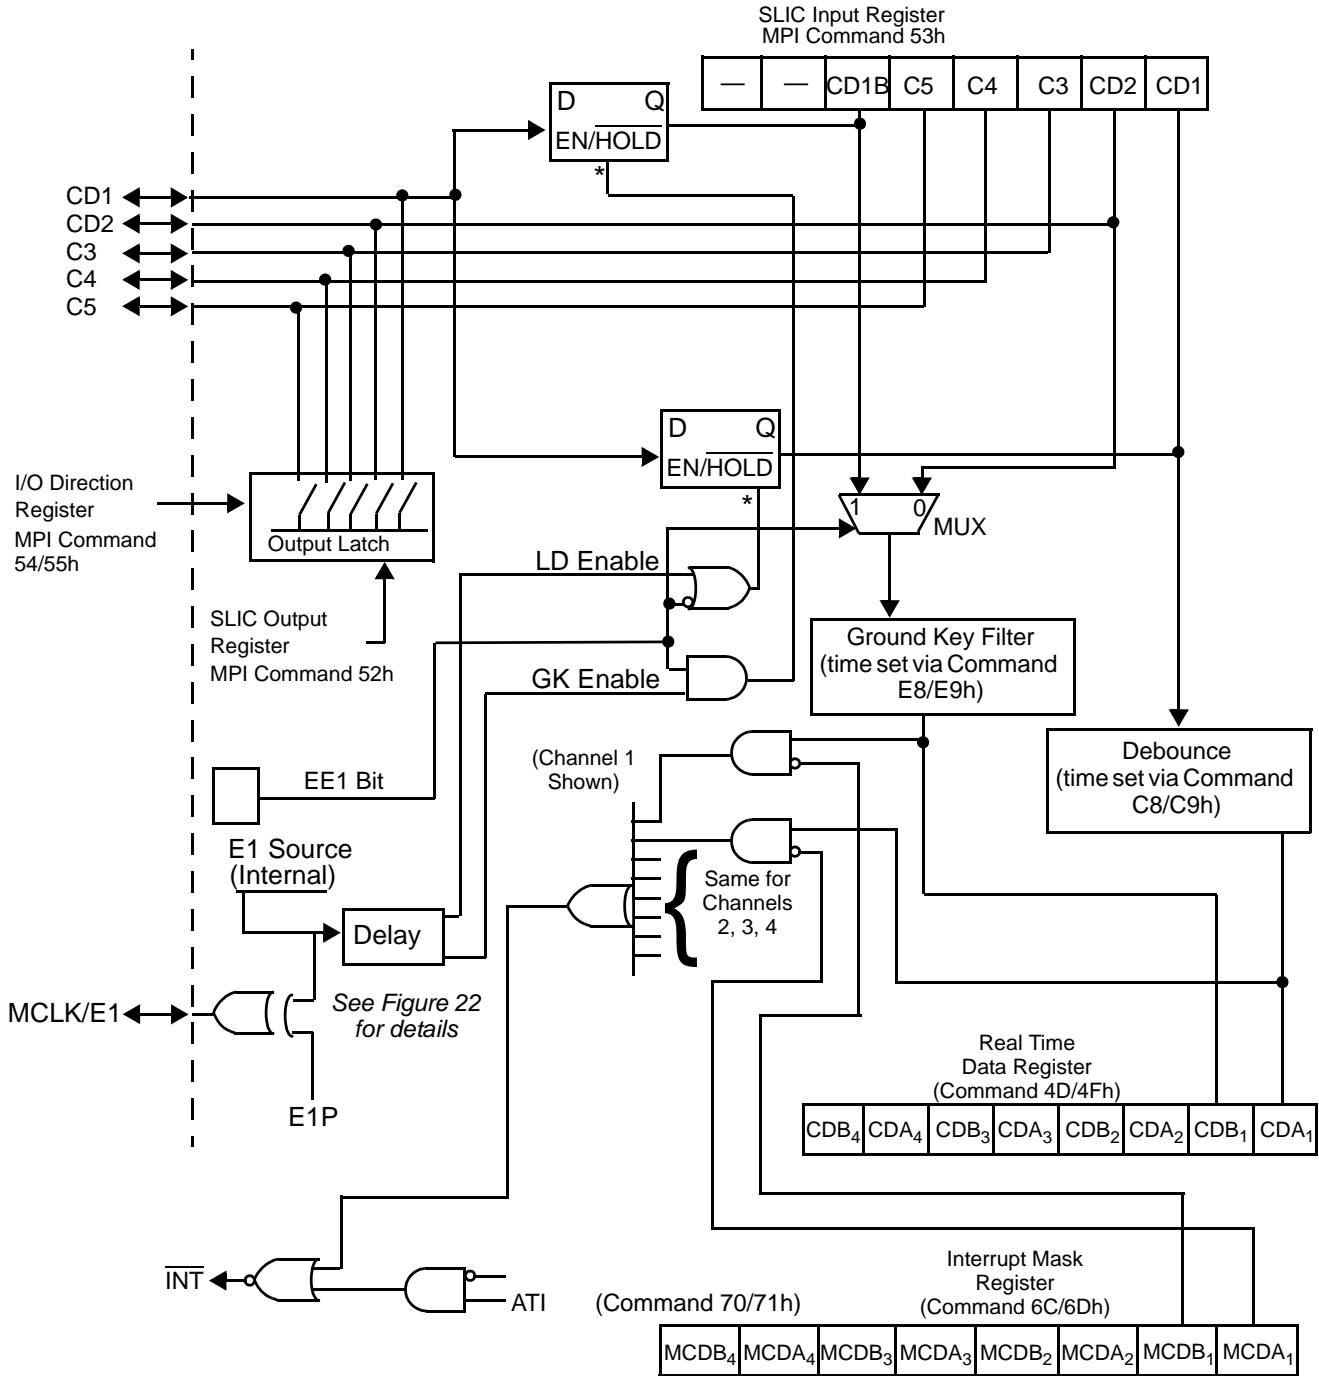 SLIC Input Register
MPI Command 53h
— — CD1B C5 C4 C3 CD2 CD1
D Q
EN/HOLD
*
CD1
CD2
C3
C4
C5
D Q
EN/HOLD
*
I/O Direction
Register
MPI Command
54/55h
Output Latch
1 0
MUX
LD Enable
SLIC Output
Register
MPI Command 52h
GK Enable
Ground Key Filter
(time set via Command
E8/E9h)
(Channel 1
Shown)
Debounce
(time set via Command
C8/C9h)
EE1 Bit
E1 Source
(Internal)
Same for
Channels
2, 3, 4
Delay
See Figure 22
for details
MCLK/E1
E1P
Real Time
Data Register
(Command 4D/4Fh)
CDB4 CDA4 CDB3 CDA3 CDB2 CDA2 CDB1 CDA1
INT
ATI
(Command 70/71h)
Interrupt Mask
Register
(Command 6C/6Dh)
MCDB4 MCDA4 MCDB3 MCDA3 MCDB2 MCDA2 MCDB1 MCDA1